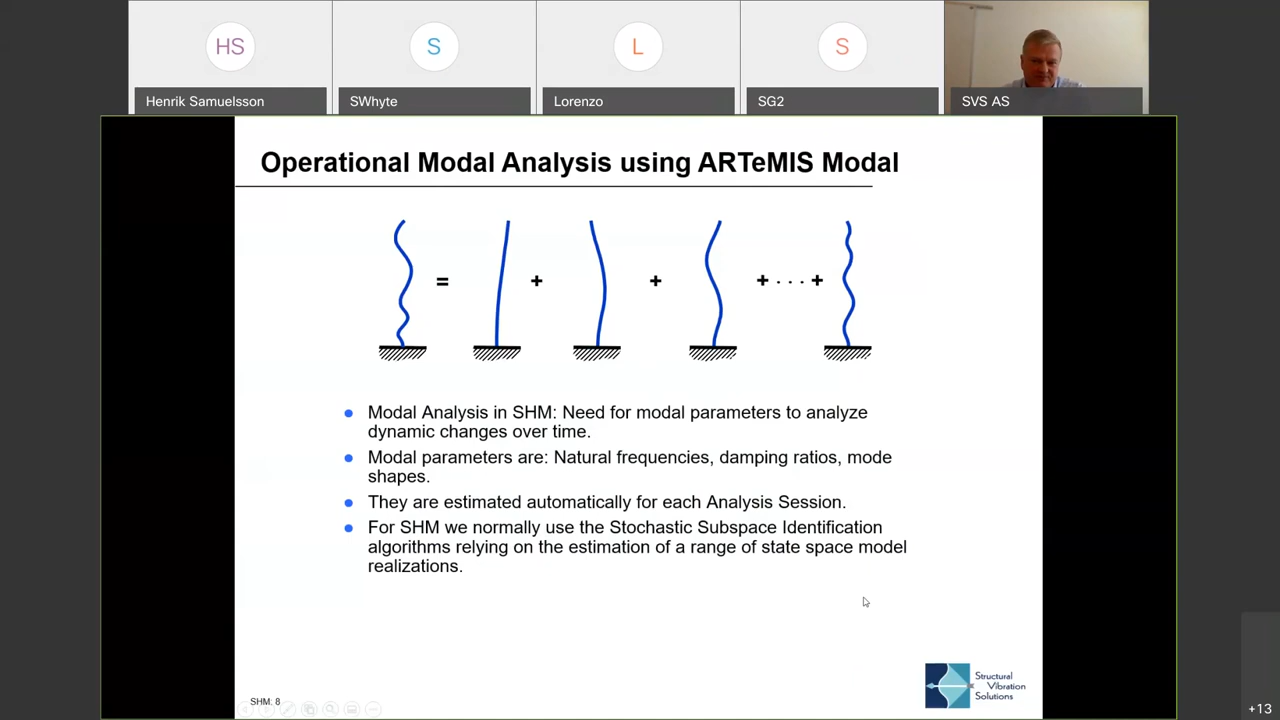 HS
S
L
S
Henrik Samuelsson
SWhyte
Lorenzo
SG2
SVS AS
Operational Modal Analysis using ARTeMIS Modal
= + + + · · · +
Modal Analysis in SHM: Need for modal parameters to analyze
dynamic changes over time.
Modal parameters are: Natural frequencies, damping ratios, mode
shapes.
They are estimated automatically for each Analysis Session.
For SHM we normally use the Stochastic Subspace Identification
algorithms relying on the estimation of a range of state space model
realizations.
Structural
Vibration
Solutions
SHM: 8
+13